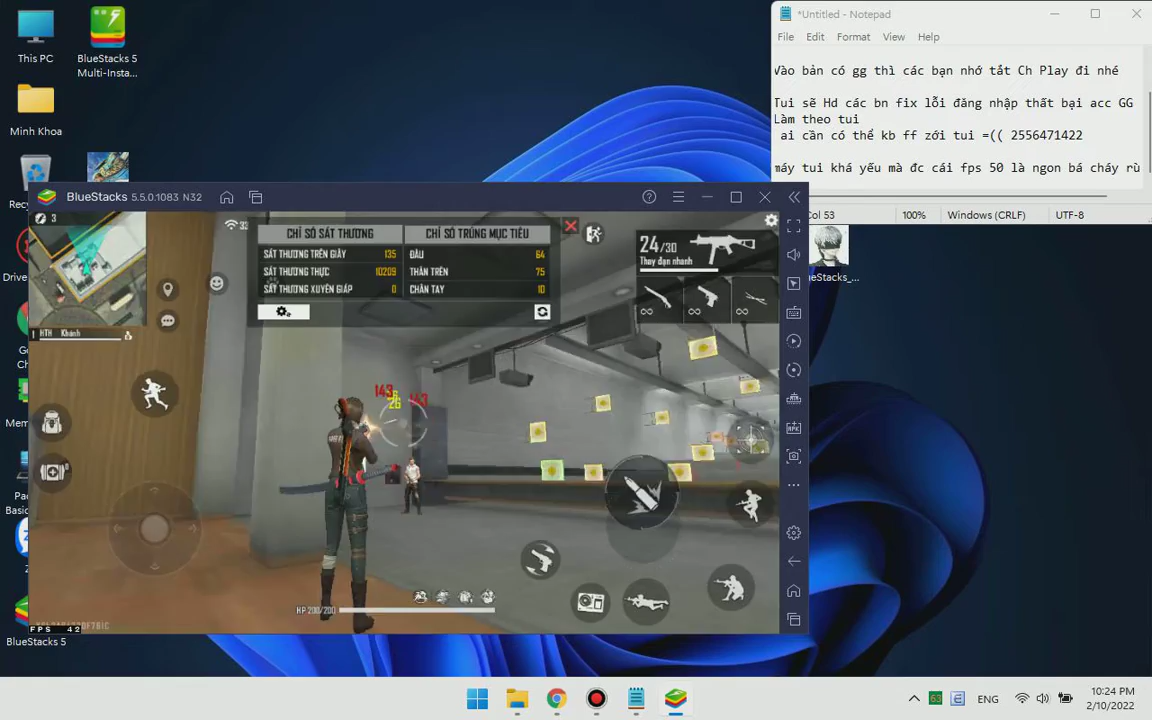 This PC
BlueStacks 5
Multi-Insta...
Minh Khoa
*Untitled - Notepad
File Edit Format View Help
Vào bản có gg thì các bạn nhớ tắt Ch Play đi nhé
Tui sẽ Hd các bn fix lỗi đăng nhập thất bại acc GG
Làm theo tui
ai cần có thể kb ff zới tui =(( 2556471422
máy tui khá yếu mà đc cái fps 50 là ngon bá cháy rù
Col 53 100% Windows (CRLF) UTF-8
BlueStacks_...
BlueStacks 5.5.0.1083 N32
3
CHỈ SỐ SÁT THƯƠNG CHỈ SỐ TRÚNG MỤC TIÊU
SÁT THƯƠNG TRÊN GIÂY 135 ĐẦU 64
SÁT THƯƠNG THỰC 10209 THÂN TRÊN 75
SÁT THƯƠNG XUYÊN GIÁP 0 CHÂN TAY 10
24/30
Thay đạn nhanh
HTH Khánh
143
26
143
HP 200/200
FPS 42
BlueStacks 5
ENG
10:24 PM
2/10/2022